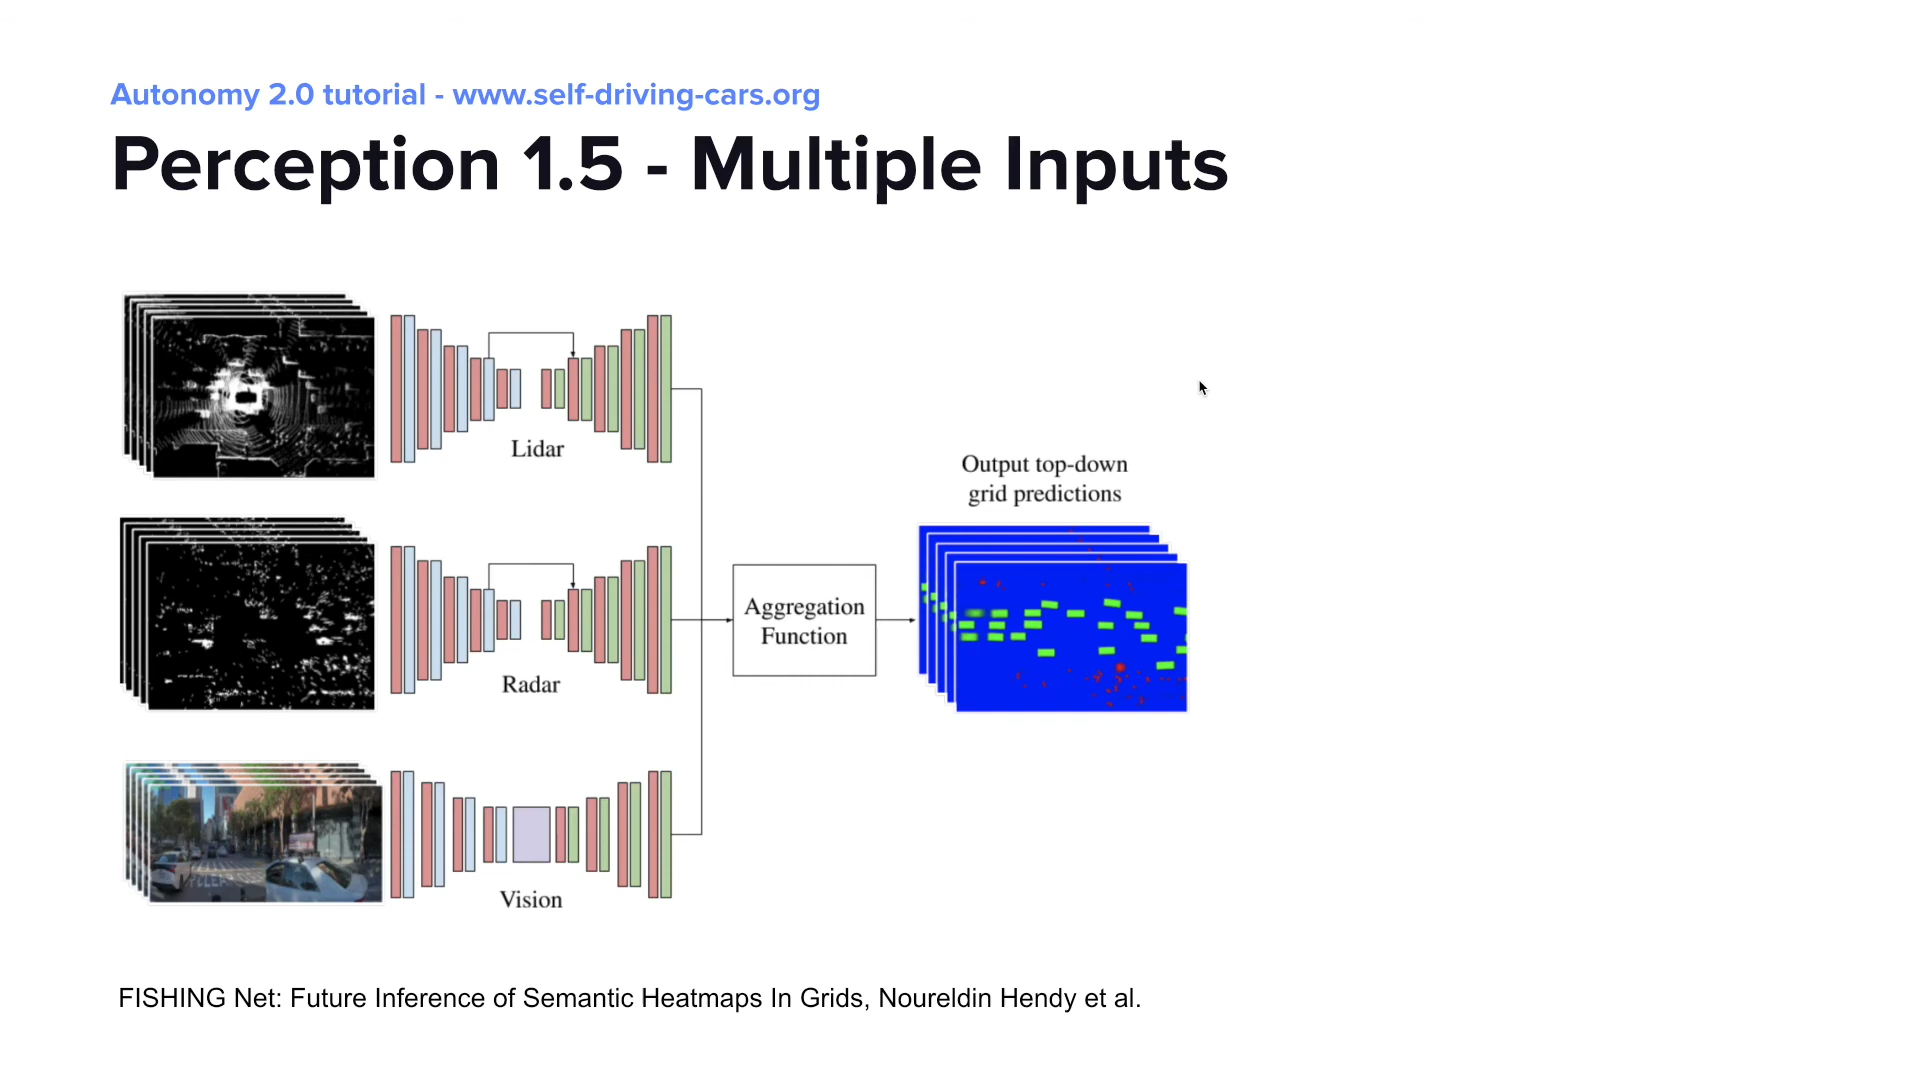 Autonomy 2.0 tutorial - www.self-driving-cars.org
Perception 1.5 - Multiple Inputs
Lidar
Output top-down
grid predictions
Radar
Aggregation
Function
Vision
FISHING Net: Future Inference of Semantic Heatmaps In Grids, Noureldin Hendy et al.